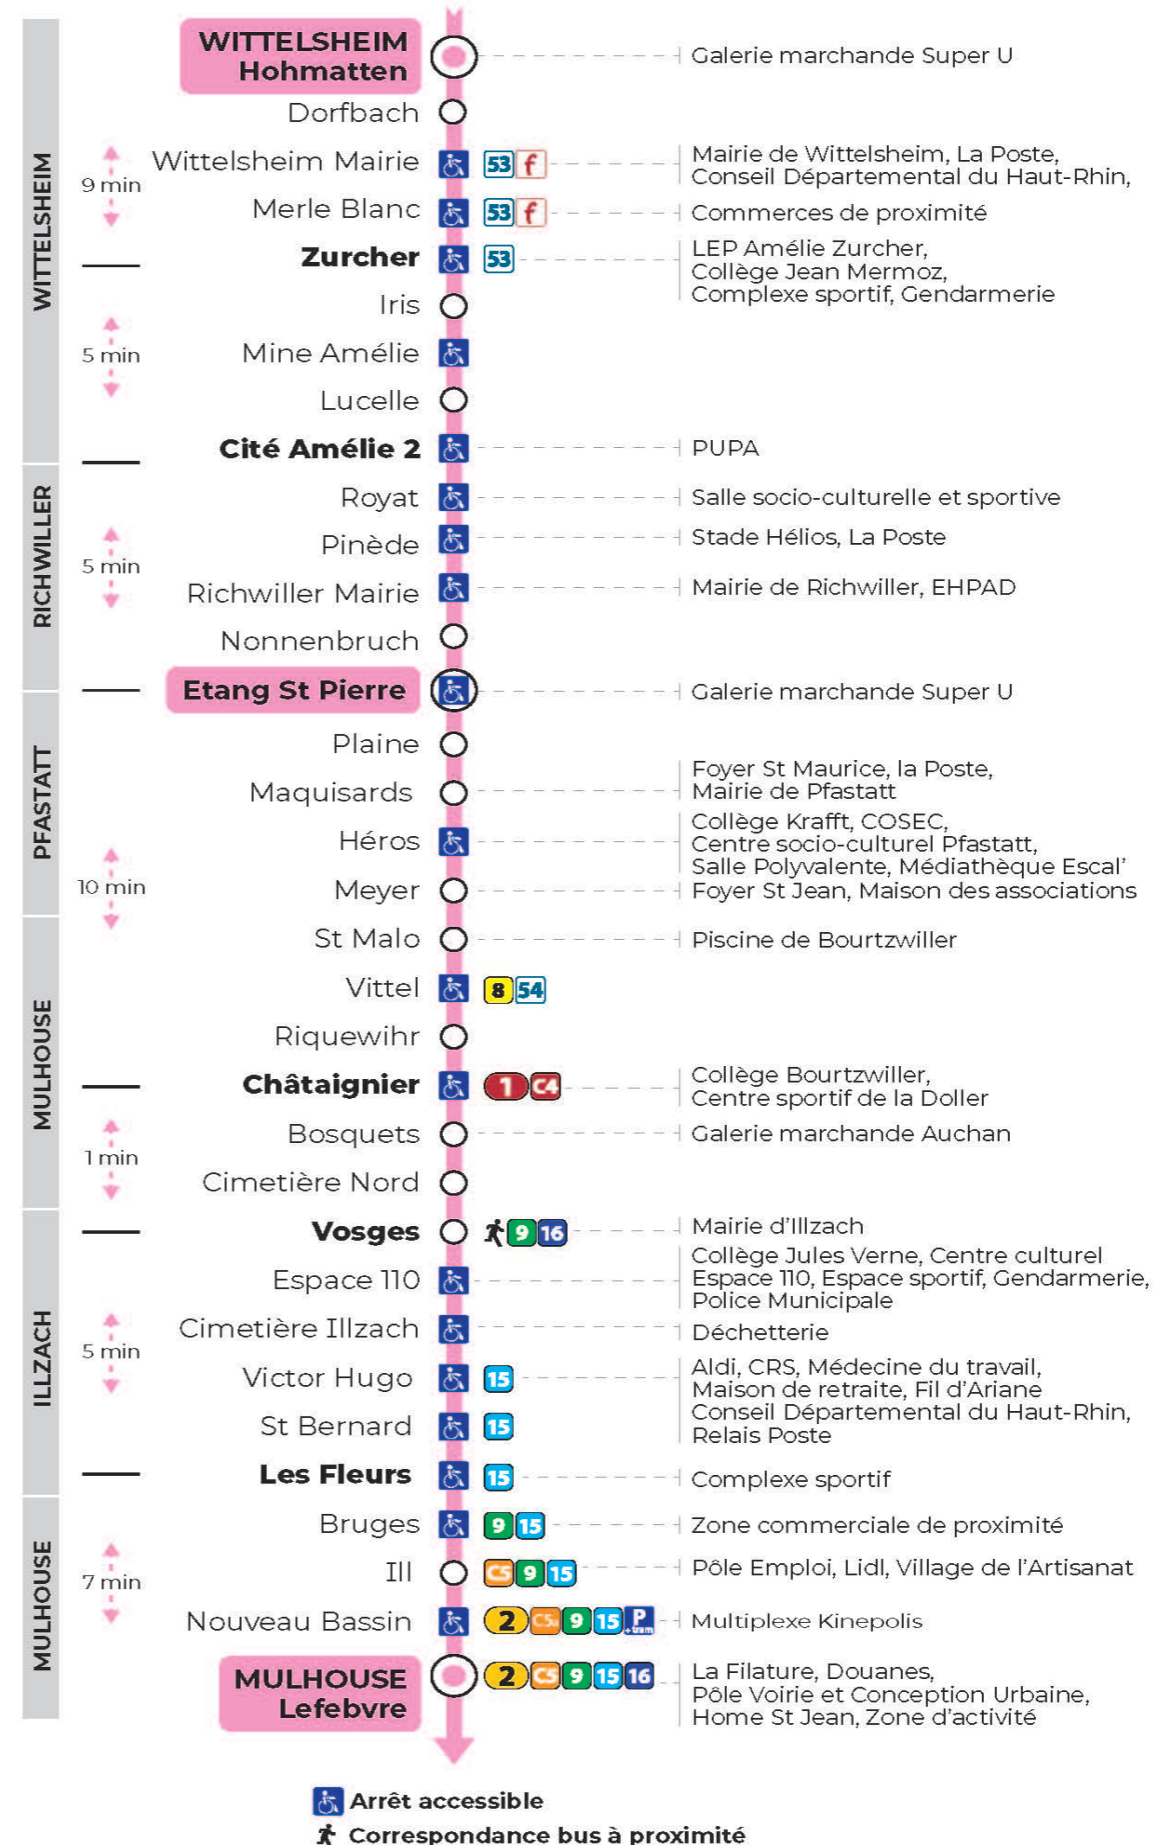 WITTELSHEIM
Hohmatten
Galerie marchande Super U
Dorfbach
WITTELSHEIM
9 min
Wittelsheim Mairie
53 f
Mairie de Wittelsheim, La Poste,
Conseil Départemental du Haut-Rhin,
Merle Blanc
53 f
Commerces de proximité
Zurcher
53
LEP Amélie Zurcher,
Collège Jean Mermoz,
Complexe sportif, Gendarmerie
Iris
5 min
Mine Amélie
Lucelle
Cité Amélie 2
PUPA
RICHWILLER
Royat
Salle socio-culturelle et sportive
Pinède
Stade Hélios, La Poste
5 min
Richwiller Mairie
Mairie de Richwiller, EHPAD
Nonnenbruch
Etang St Pierre
Galerie marchande Super U
PFASTATT
Plaine
Maquisards
Foyer St Maurice, la Poste,
Mairie de Pfastatt
Héros
Collège Krafft, COSEC,
Centre socio-culturel Pfastatt,
Salle Polyvalente, Médiathèque Escal'
10 min
Meyer
Foyer St Jean, Maison des associations
MULHOUSE
St Malo
Piscine de Bourtzwiller
Vittel
8 54
Riquewihr
Châtaignier
1 C4
Collège Bourtzwiller,
Centre sportif de la Doller
1 min
Bosquets
Galerie marchande Auchan
Cimetière Nord
ILLZACH
Vosges
9 16
Mairie d'Illzach
Espace 110
Collège Jules Verne, Centre culturel
Espace 110, Espace sportif, Gendarmerie,
Police Municipale
Cimetière Illzach
Déchetterie
5 min
Victor Hugo
15
Aldi, CRS, Médecine du travail,
Maison de retraite, Fil d'Ariane
St Bernard
15
Conseil Départemental du Haut-Rhin,
Relais Poste
Les Fleurs
15
Complexe sportif
MULHOUSE
Bruges
9 15
Zone commerciale de proximité
7 min
Ill
C5 9 15
Pôle Emploi, Lidl, Village de l'Artisanat
Nouveau Bassin
2 C5a 9 15 P +tram
Multiplexe Kinepolis
MULHOUSE
Lefebvre
2 C5 9 15 16
La Filature, Douanes,
Pôle Voirie et Conception Urbaine,
Home St Jean, Zone d'activité
Arrêt accessible
Correspondance bus à proximité